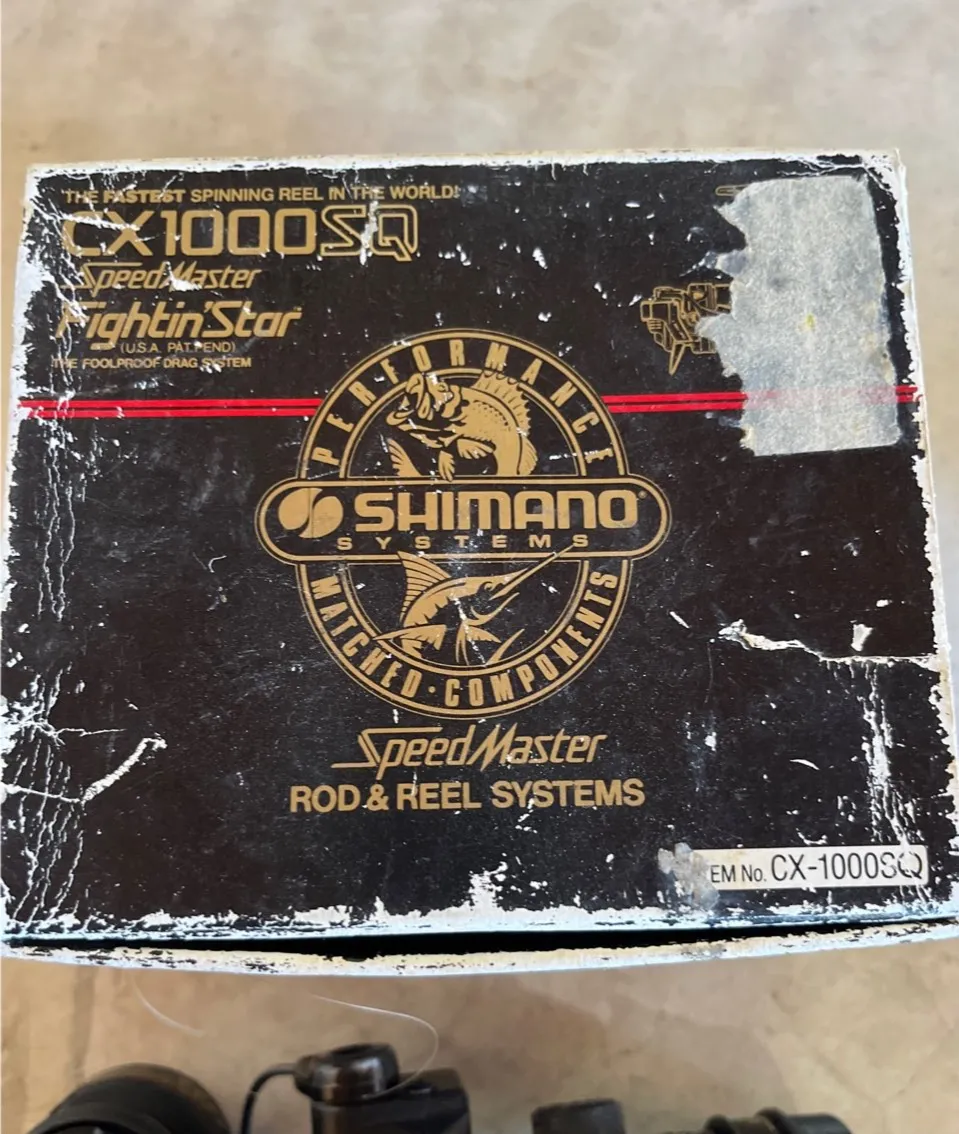 THE FASTEST SPINNING REEL IN THE WORLD!
CX1000SQ
SpeedMaster
Fightin'Star
(U.S.A. PAT. PEND)
THE FOOLPROOF DRAG SYSTEM
PERFORMANCE
SHIMANO
SYSTEMS
MATCHED·COMPONENTS
SpeedMaster
ROD & REEL SYSTEMS
EM No. CX-1000SQ